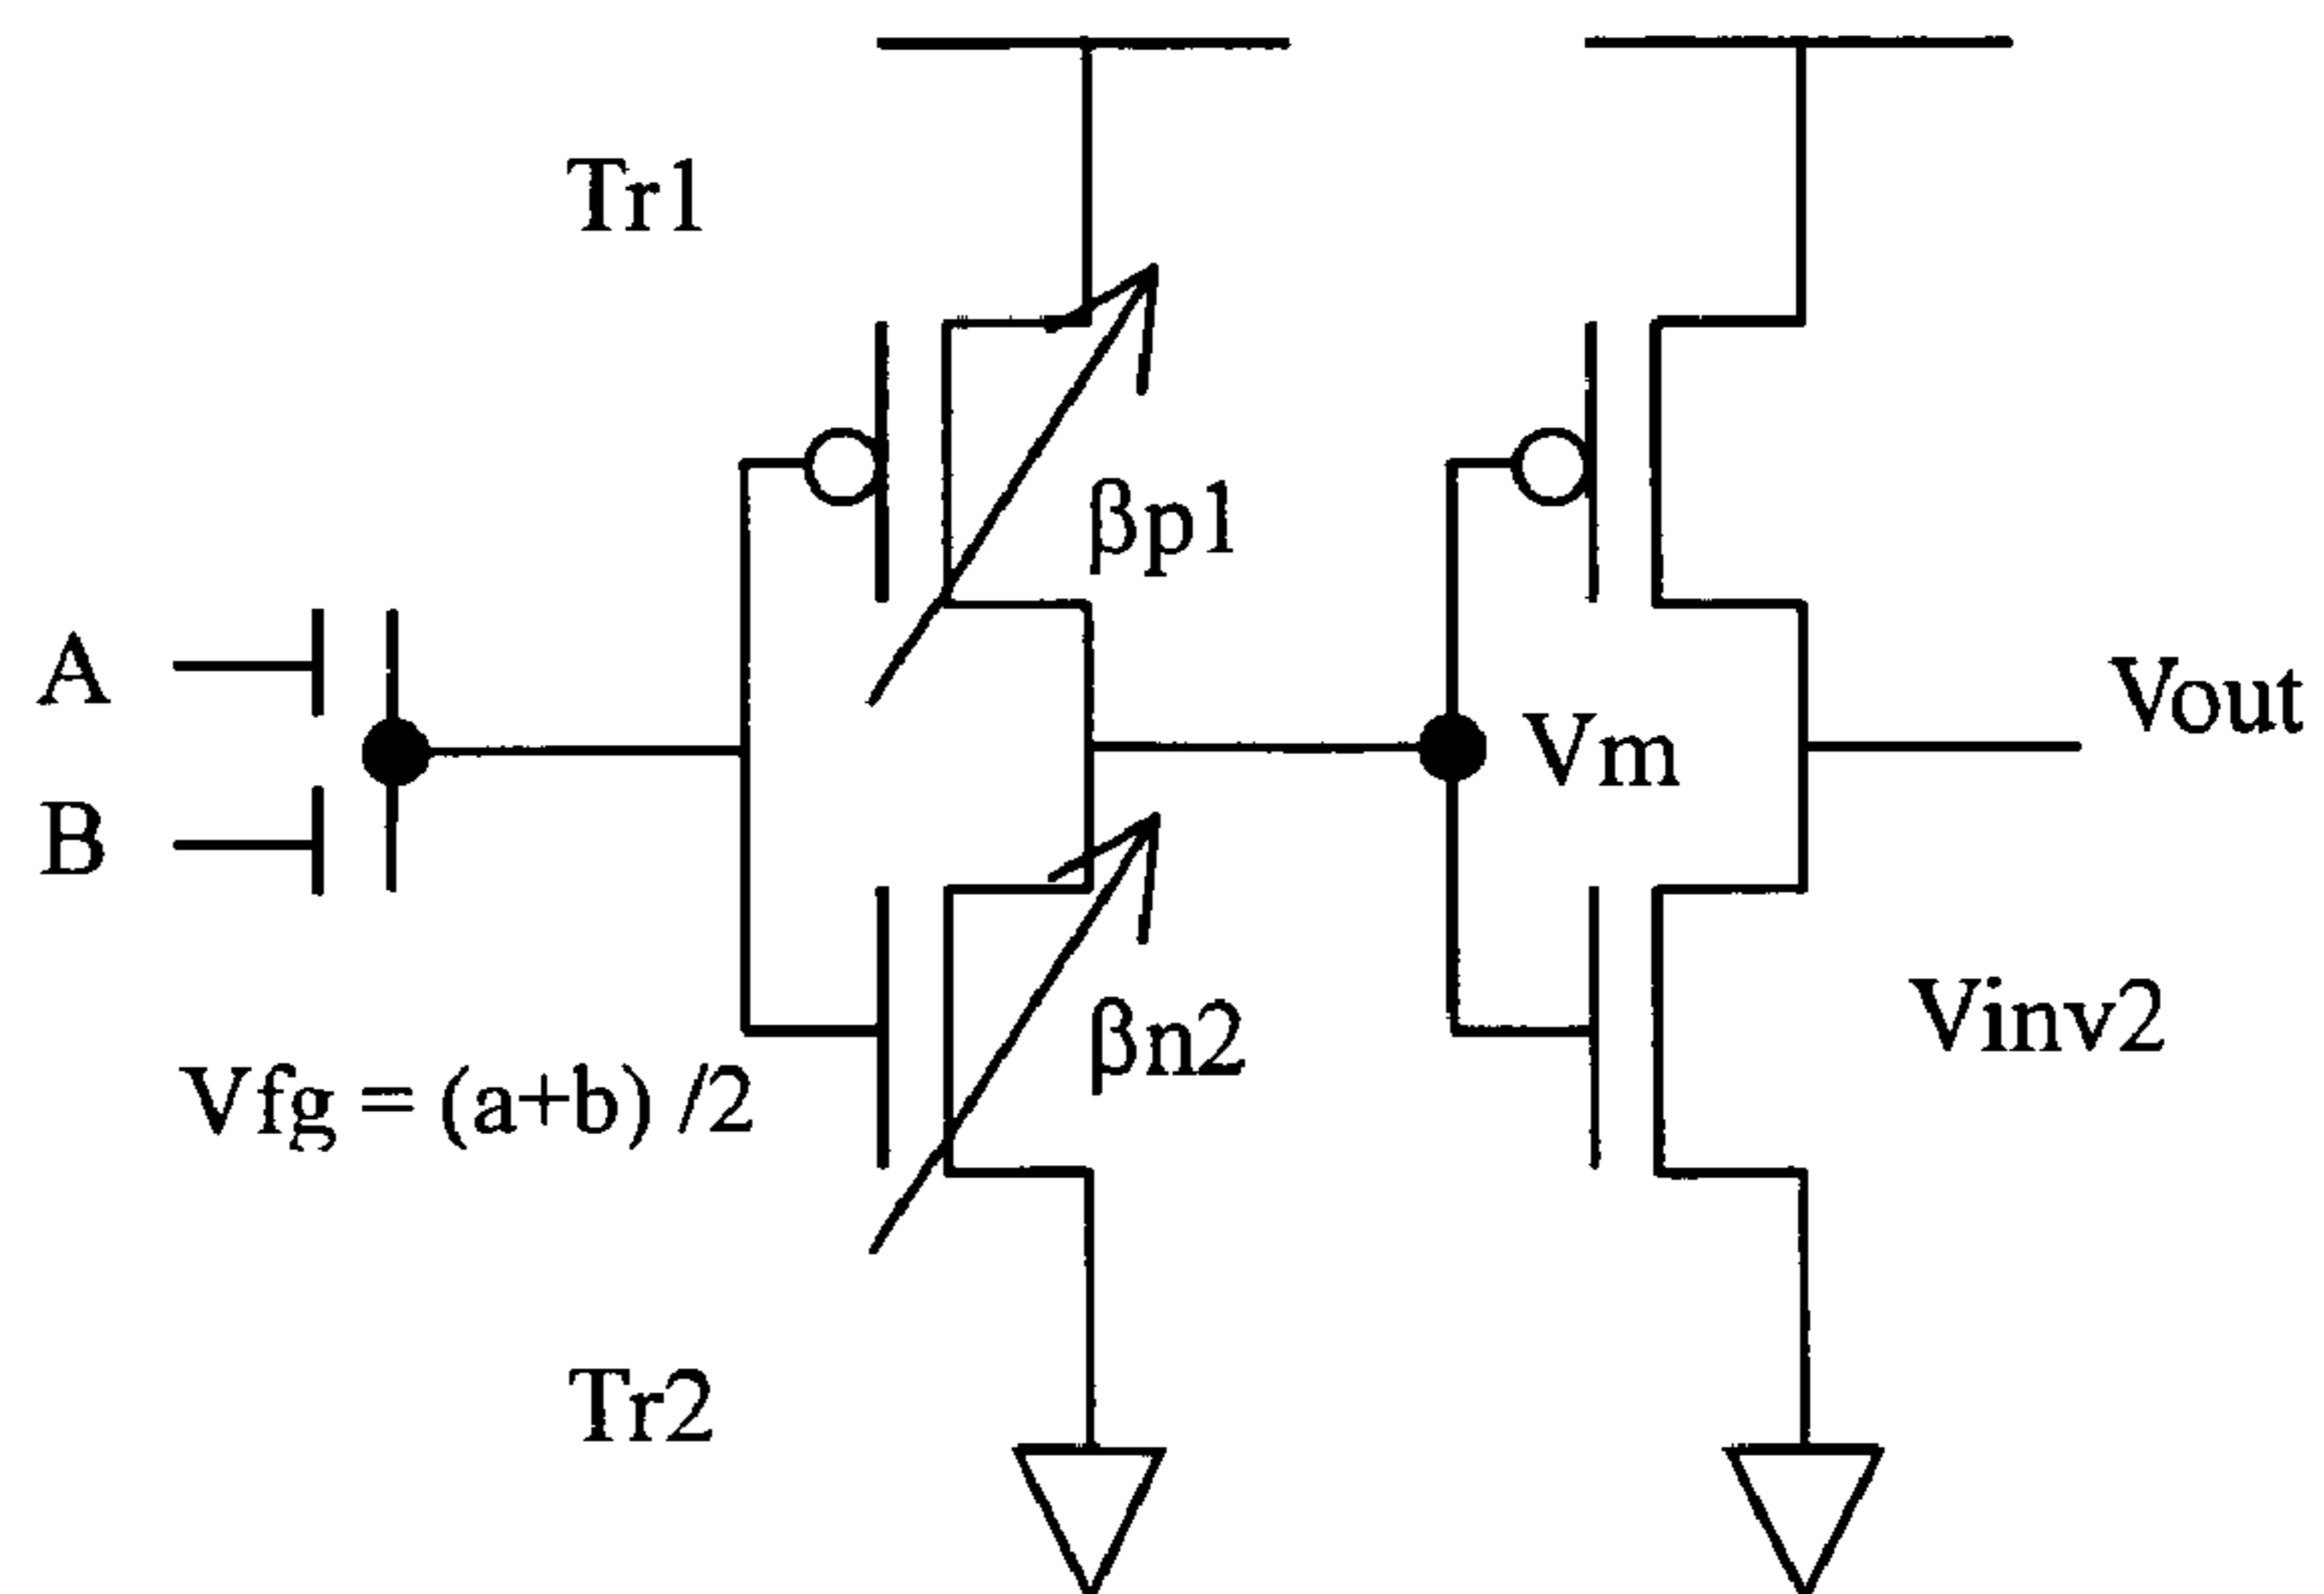 Tr1
βp1
A
Vout
Vm
B
Vinv2
βn2
Vfg = (a+b) /2
Tr2